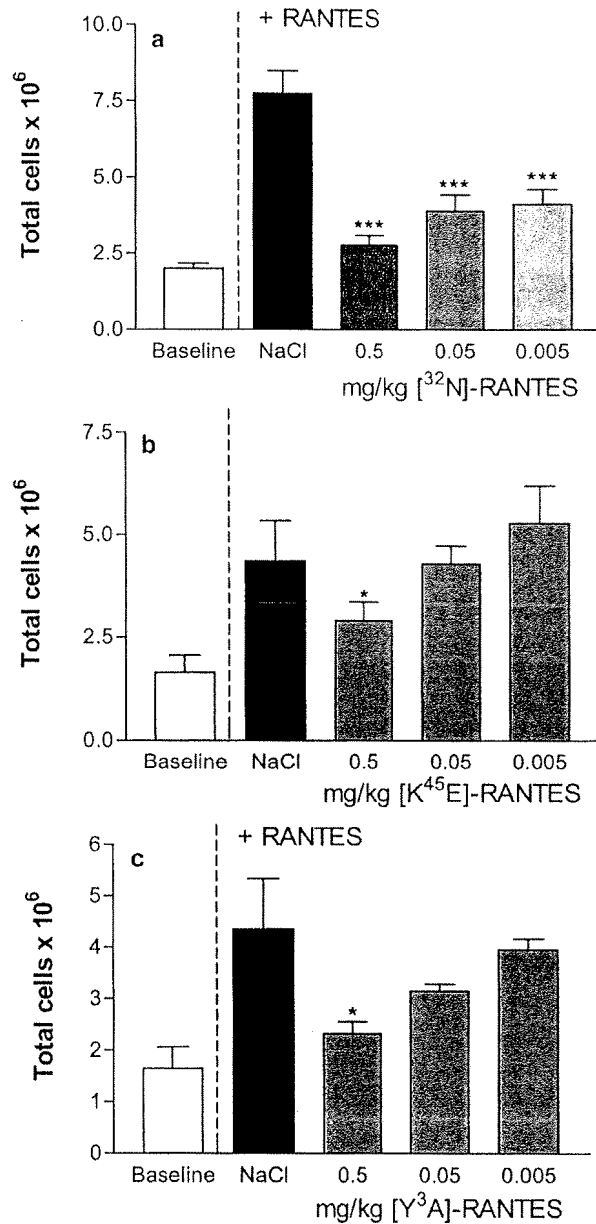 + RANTES
a
10.0
7.5
5.0
2.5
0.0
Total cells x 10⁶
*** *** ***
Baseline NaCl 0.5 0.05 0.005
mg/kg [³²N]-RANTES
b
7.5
5.0
2.5
0.0
Total cells x 10⁶
*
Baseline NaCl 0.5 0.05 0.005
mg/kg [K⁴⁵E]-RANTES
+ RANTES
c
6
5
4
3
2
1
0
Total cells x 10⁶
*
Baseline NaCl 0.5 0.05 0.005
mg/kg [Y³A]-RANTES